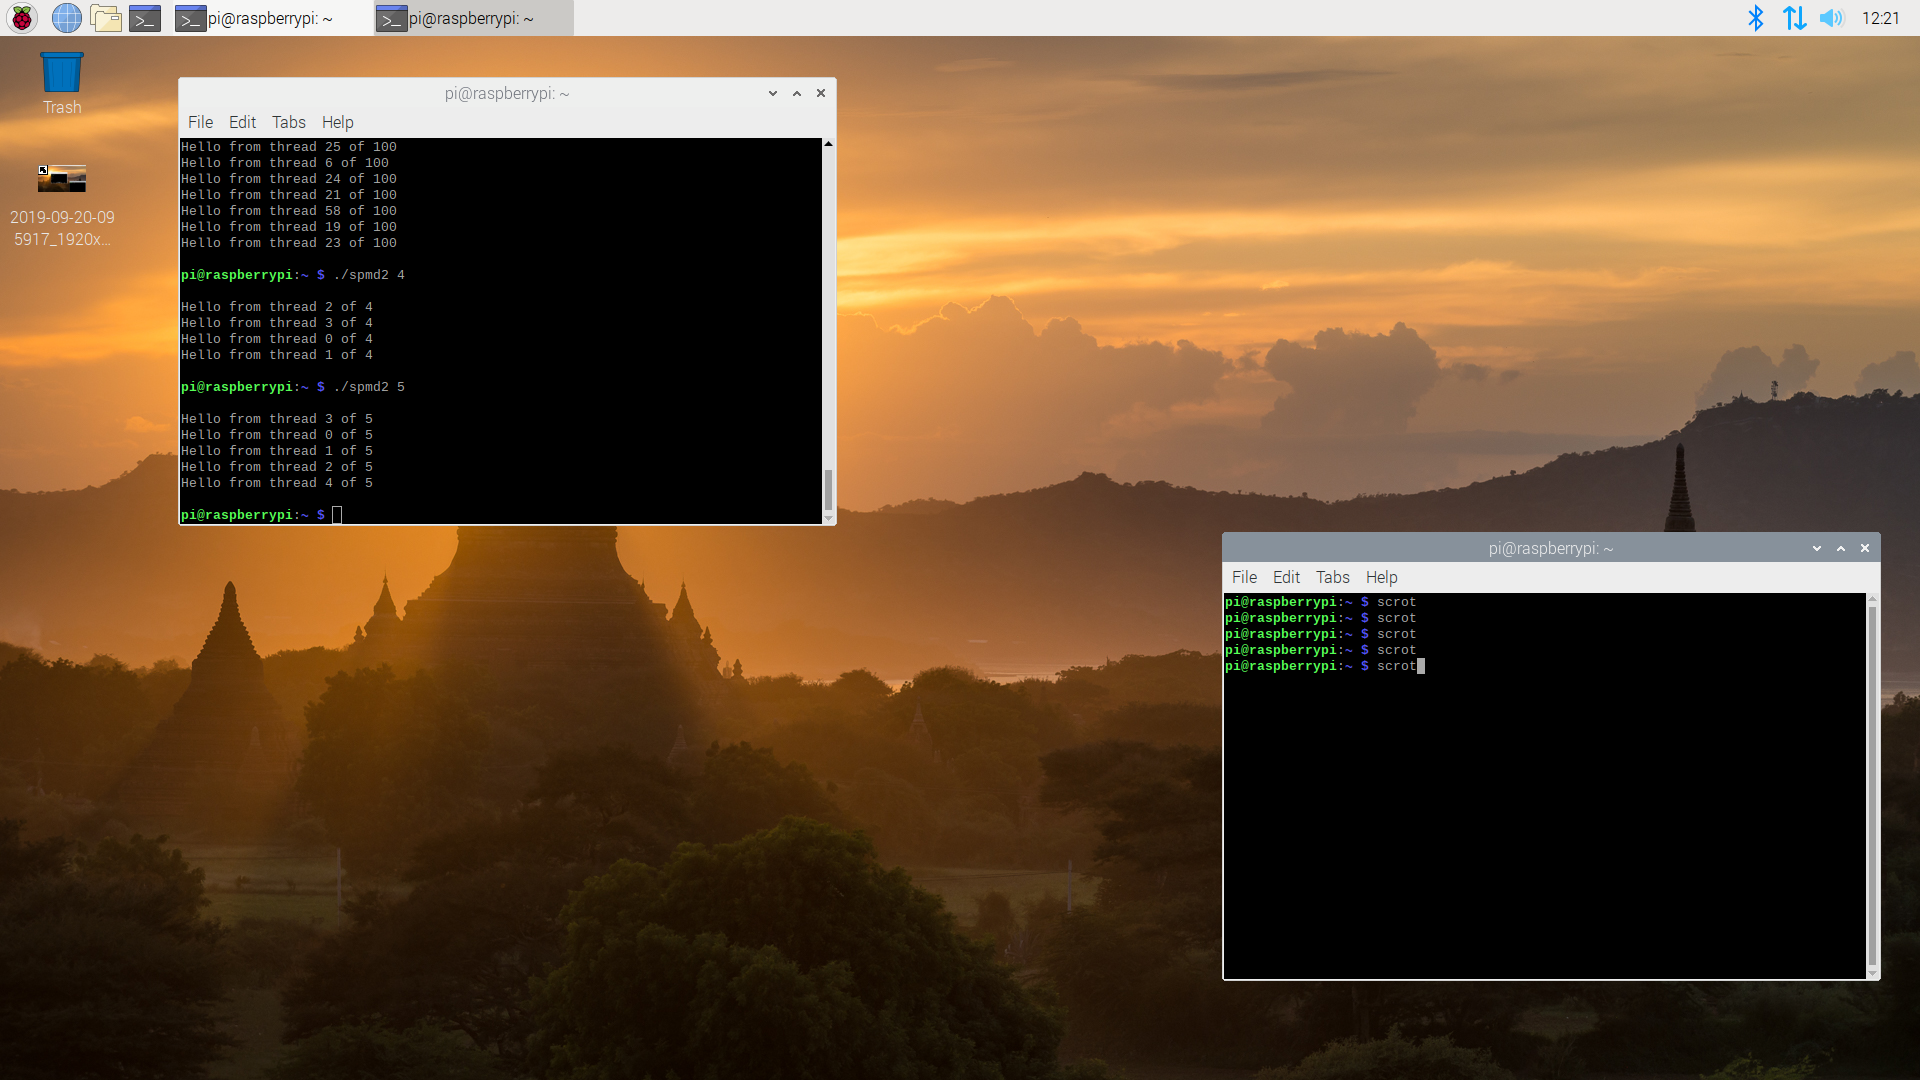 pi@raspberrypi: ~
pi@raspberrypi: ~
12:21
Trash
2019-09-20-09
5917_1920x...
pi@raspberrypi: ~
File Edit Tabs Help
Hello from thread 25 of 100
Hello from thread 6 of 100
Hello from thread 24 of 100
Hello from thread 21 of 100
Hello from thread 58 of 100
Hello from thread 19 of 100
Hello from thread 23 of 100
pi@raspberrypi:~ $ ./spmd2 4
Hello from thread 2 of 4
Hello from thread 3 of 4
Hello from thread 0 of 4
Hello from thread 1 of 4
pi@raspberrypi:~ $ ./spmd2 5
Hello from thread 3 of 5
Hello from thread 0 of 5
Hello from thread 1 of 5
Hello from thread 2 of 5
Hello from thread 4 of 5
pi@raspberrypi:~ $
pi@raspberrypi: ~
File Edit Tabs Help
pi@raspberrypi:~ $ scrot
pi@raspberrypi:~ $ scrot
pi@raspberrypi:~ $ scrot
pi@raspberrypi:~ $ scrot
pi@raspberrypi:~ $ scrot